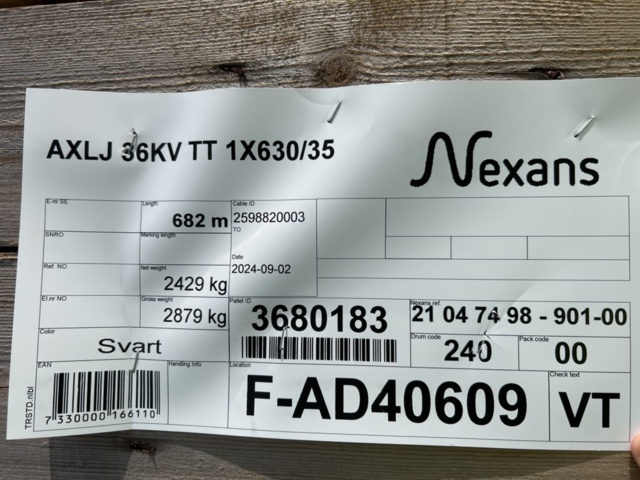 AXLJ 36KV TT 1X630/35
Nexans
E-nr SE
Length
682 m
Cable ID
2598820003
SNRO
Marking length
TO
Ref. NO
Net weight
2429 kg
Date
2024-09-02
El.nr NO
Gross weight
2879 kg
Pallet ID
3680183
Nexans ref.
21 04 74 98 - 901-00
Color
Svart
Drum code
240
Pack code
00
EAN
7 330000 166110
Handling Info
Location
F-AD40609
Check text
VT
TRSTD.nlbl